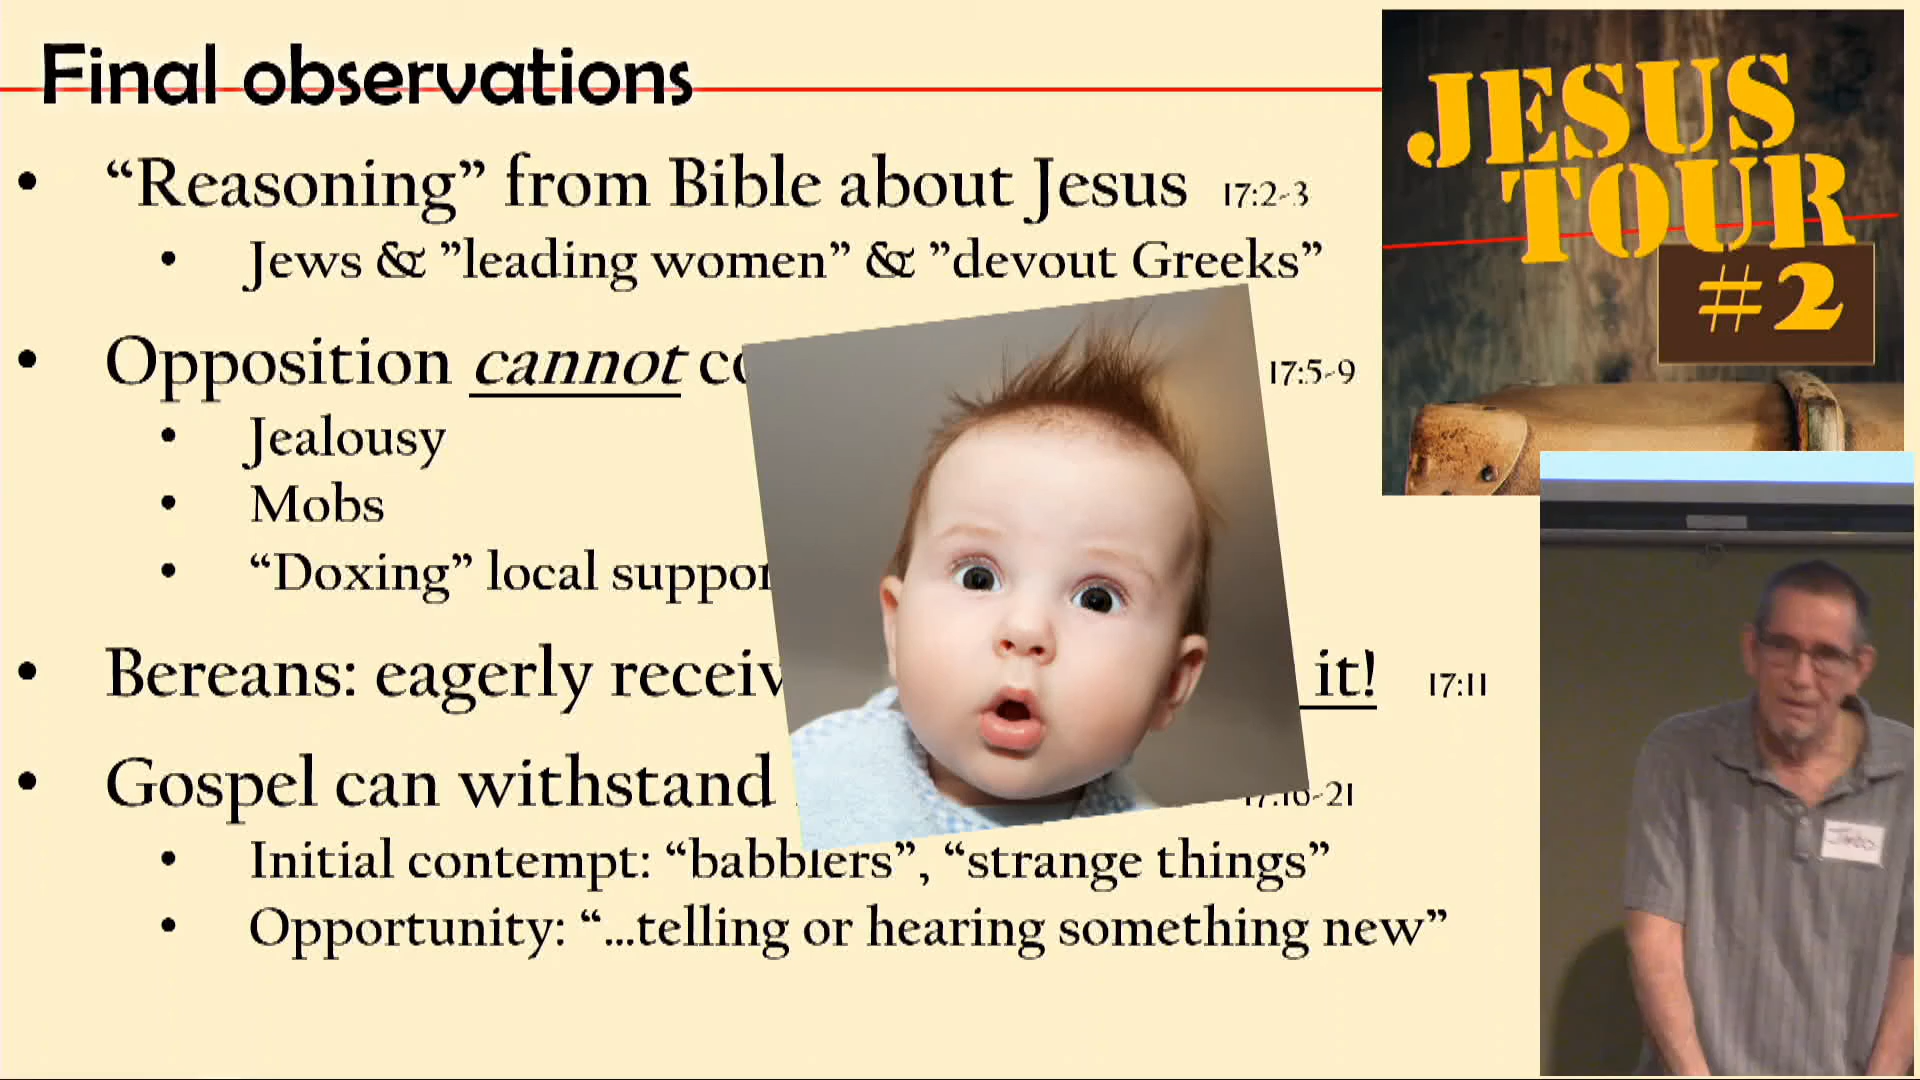 Final observations
JESUS
TOUR
#2
• “Reasoning” from Bible about Jesus 17:2-3
• Jews & ”leading women” & ”devout Greeks”
• Opposition cannot 17:5-9
• Jealousy
• Mobs
• “Doxing” local
• Bereans: eagerly it! 17:11
• Gospel can withstand
• Initial contempt: “babblers”, “strange things”
• Opportunity: “...telling or hearing something new”